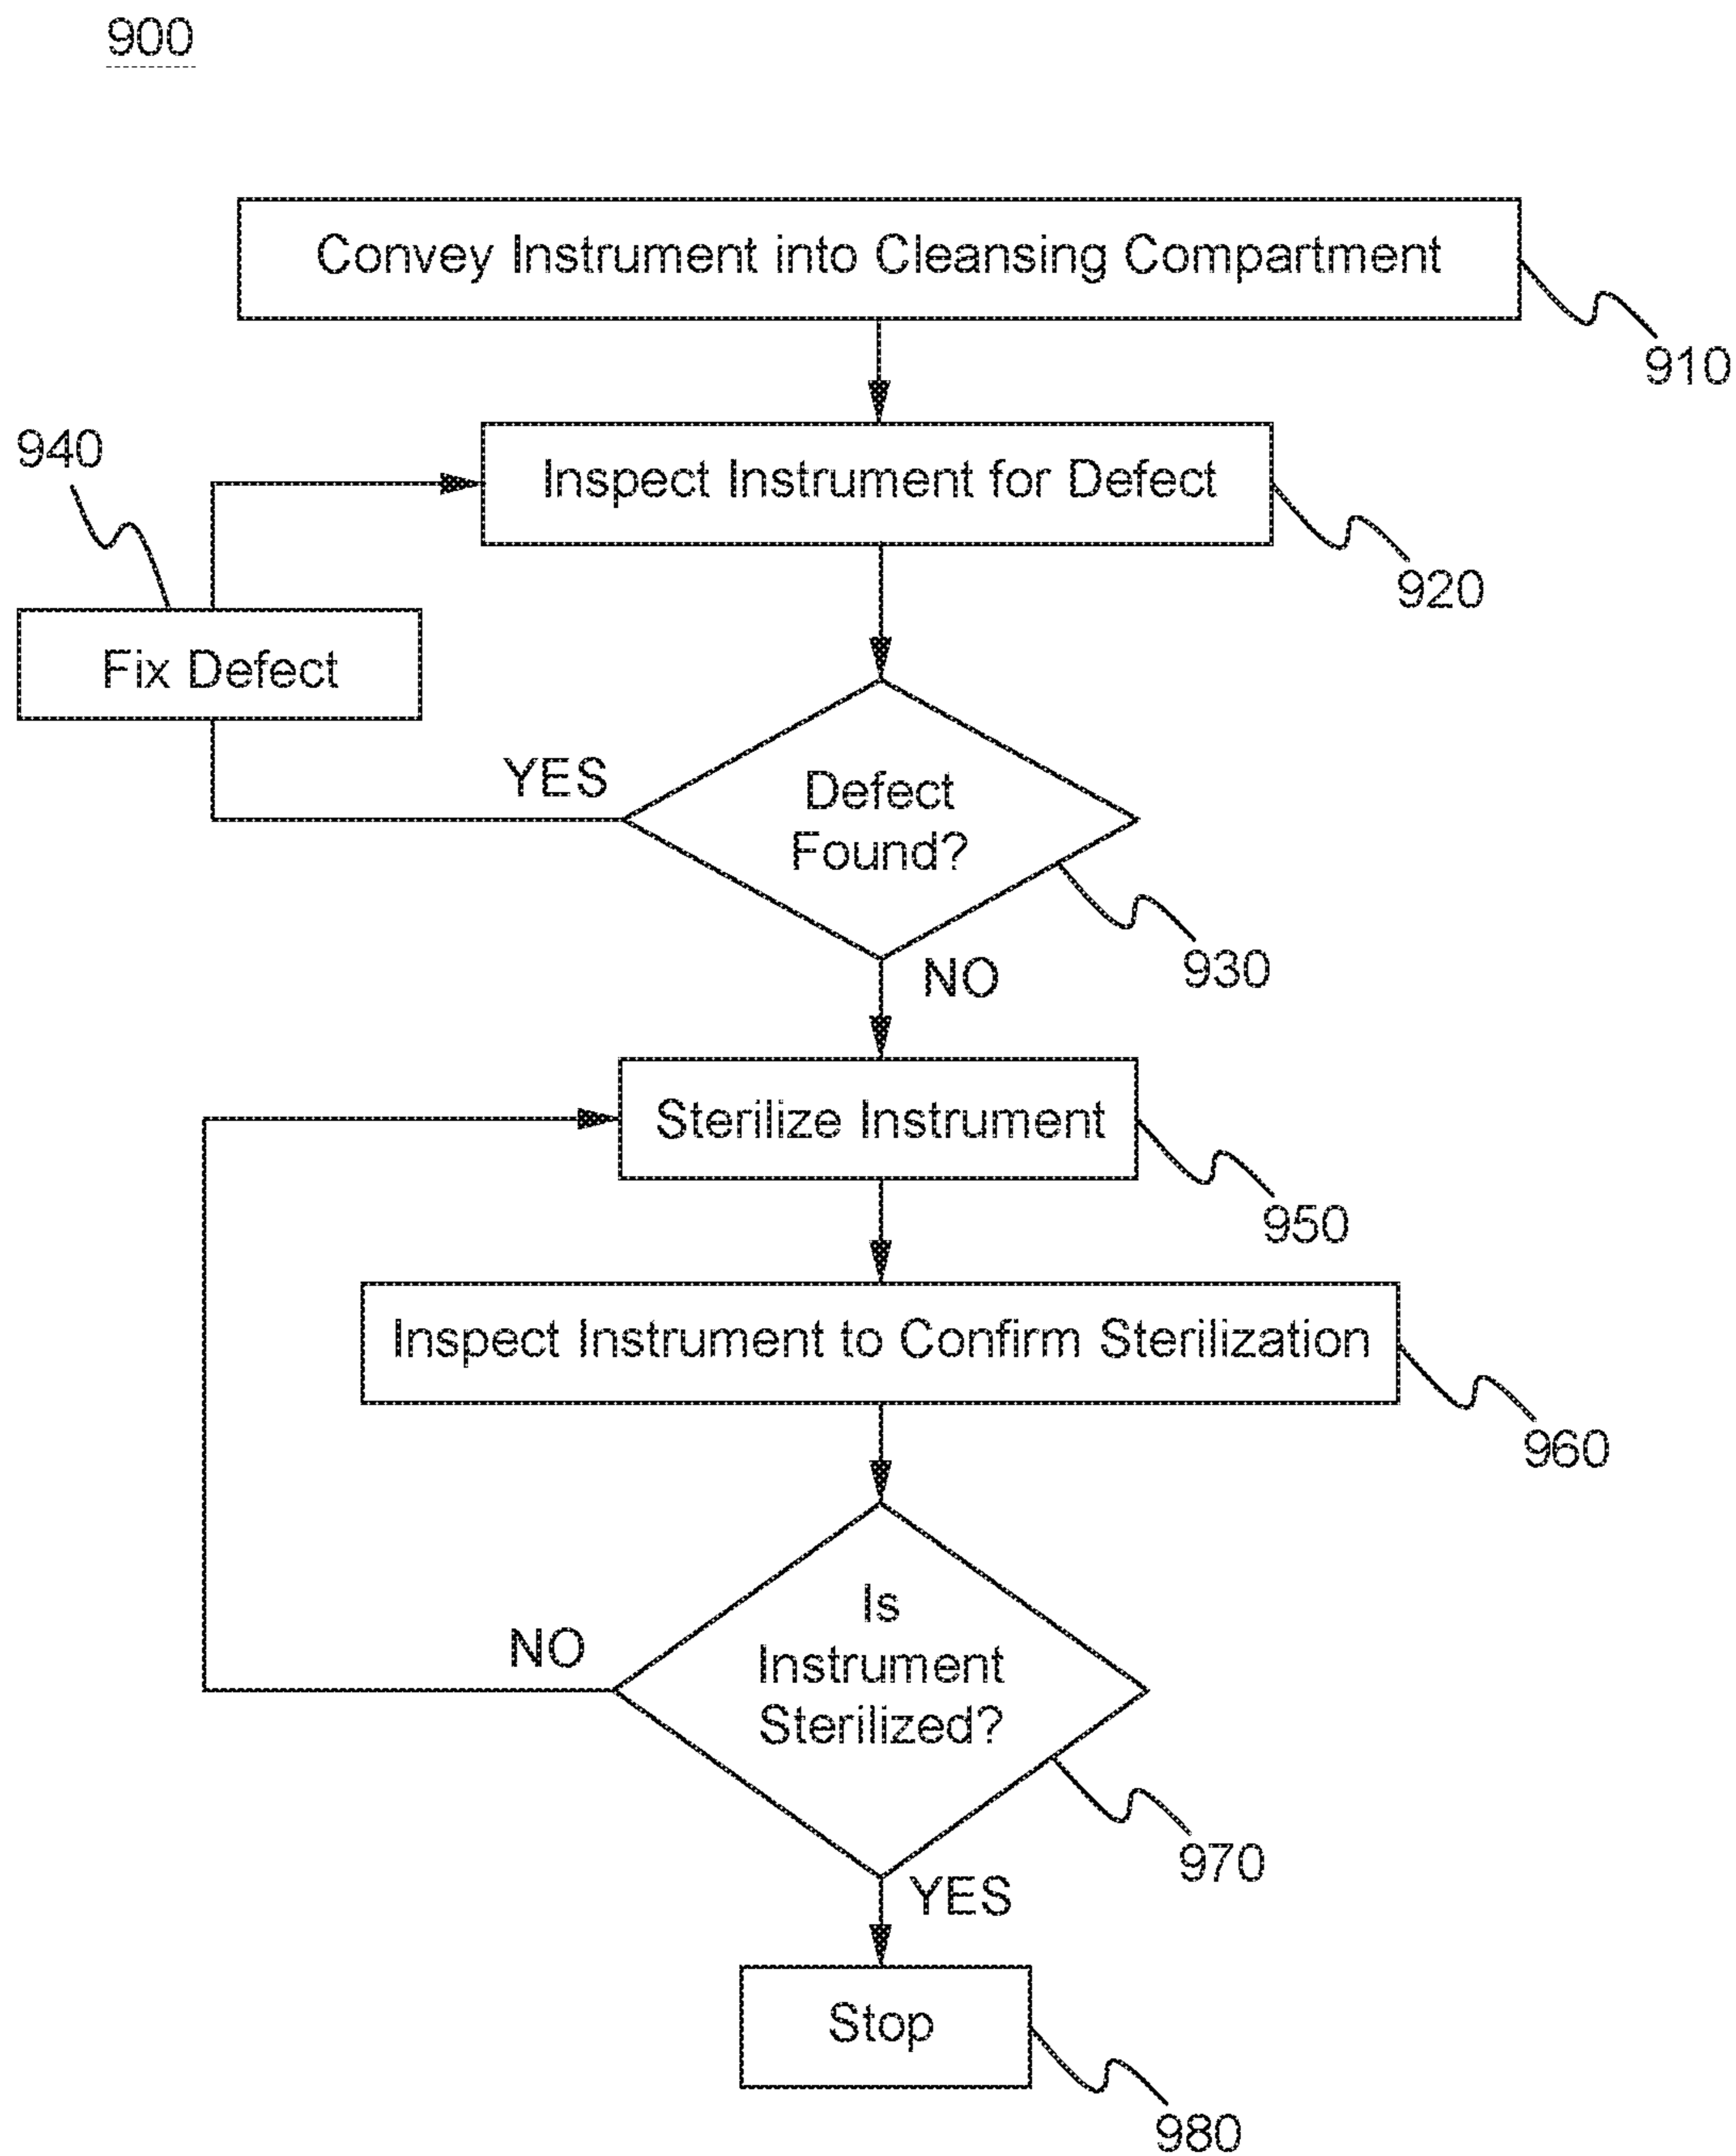 900
Convey Instrument into Cleansing Compartment
910
940
Inspect Instrument for Defect
920
Fix Defect
YES
Defect
Found?
930
NO
Sterilize Instrument
950
Inspect Instrument to Confirm Sterilization
960
Is
NO
Instrument
Sterilized?
970
YES
Stop
980